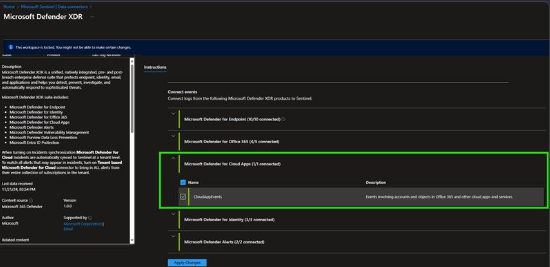 Home > Microsoft Sentinel | Data connectors >
Microsoft Defender XDR
This workspace is locked. You might not be able to make certain changes.
Description
Microsoft Defender XDR is a unified, natively integrated, pre- and post-
breach enterprise defense suite that protects endpoint, identity, email,
and applications and helps you detect, prevent, investigate, and
automatically respond to sophisticated threats.
Microsoft Defender XDR suite includes:
• Microsoft Defender for Endpoint
• Microsoft Defender for Identity
• Microsoft Defender for Office 365
• Microsoft Defender for Cloud Apps
• Microsoft Defender Alerts
• Microsoft Defender Vulnerability Management
• Microsoft Purview Data Loss Prevention
• Microsoft Entra ID Protection
When turning on incidents synchronization Microsoft Defender for
Cloud incidents are automatically synced to Sentinel at a tenant level.
To match all alerts that may appear in incidents, turn on Tenant-based
Microsoft Defender for Cloud connector to bring in ALL alerts from
their entire collection of subscriptions in the tenant.
Last data received
Content source
Version
Microsoft 365 Defender
1.0.0
Author
Supported by
Microsoft
Microsoft Corporation
Email
Related content
Instructions
Connect events
Connect logs from the following Microsoft Defender XDR products to Sentinel.
Microsoft Defender for Endpoint (10/10 connected)
Microsoft Defender for Office 365
Microsoft Defender for Cloud Apps (1/1 connected)
Name
Description
CloudAppEvents
Events involving accounts and objects in Office 365 and other cloud apps and services
Microsoft Defender for Identity (3/3 connected)
Microsoft Defender Alerts (2/2 connected)
Apply Changes